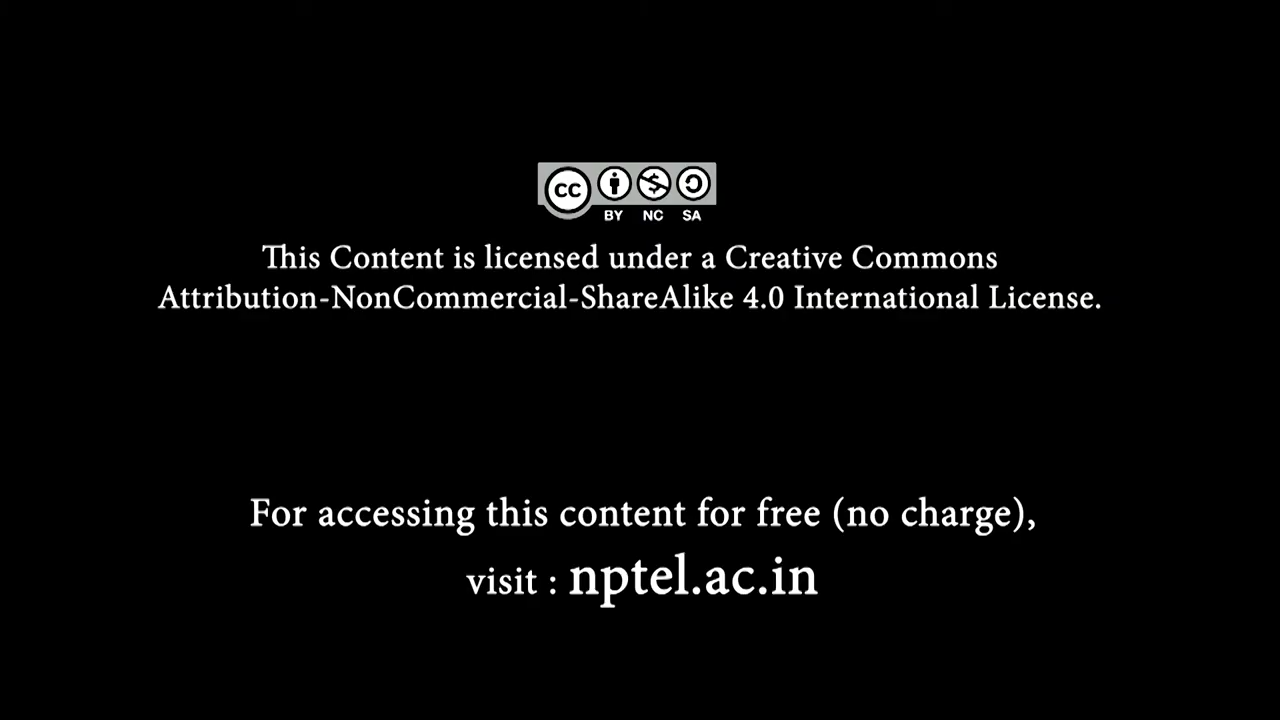 cc
BY NC SA
This Content is licensed under a Creative Commons
Attribution-NonCommercial-ShareAlike 4.0 International License.
For accessing this content for free (no charge),
visit : nptel.ac.in